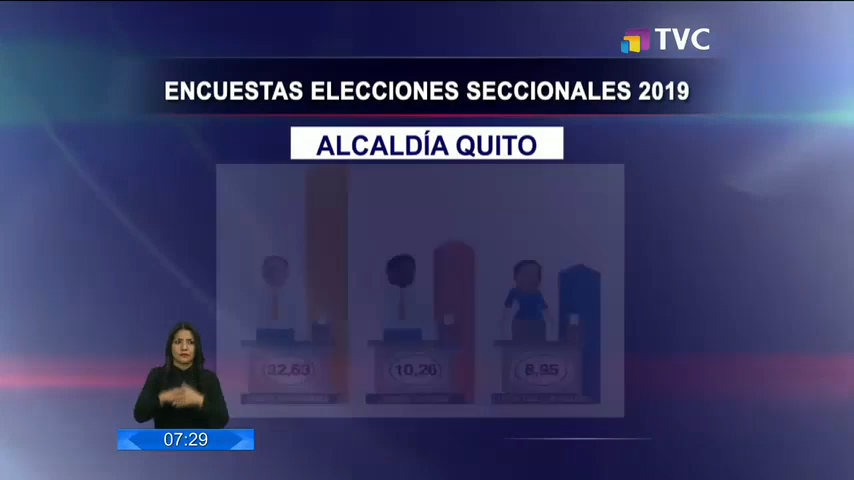 TVC
ENCUESTAS ELECCIONES SECCIONALES 2019
ALCALDÍA QUITO
32,63
10,26
8,95
07:29